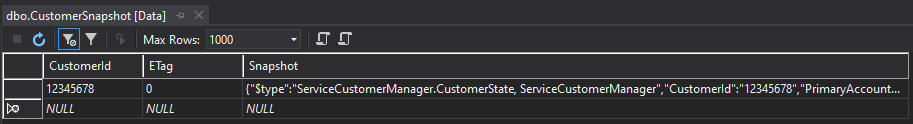 dbo.CustomerSnapshot [Data]
Max Rows: 1000
CustomerId ETag Snapshot
12345678 0 {"$type":"ServiceCustomerManager.CustomerState, ServiceCustomerManager","CustomerId":"12345678","PrimaryAccount...
NULL NULL NULL